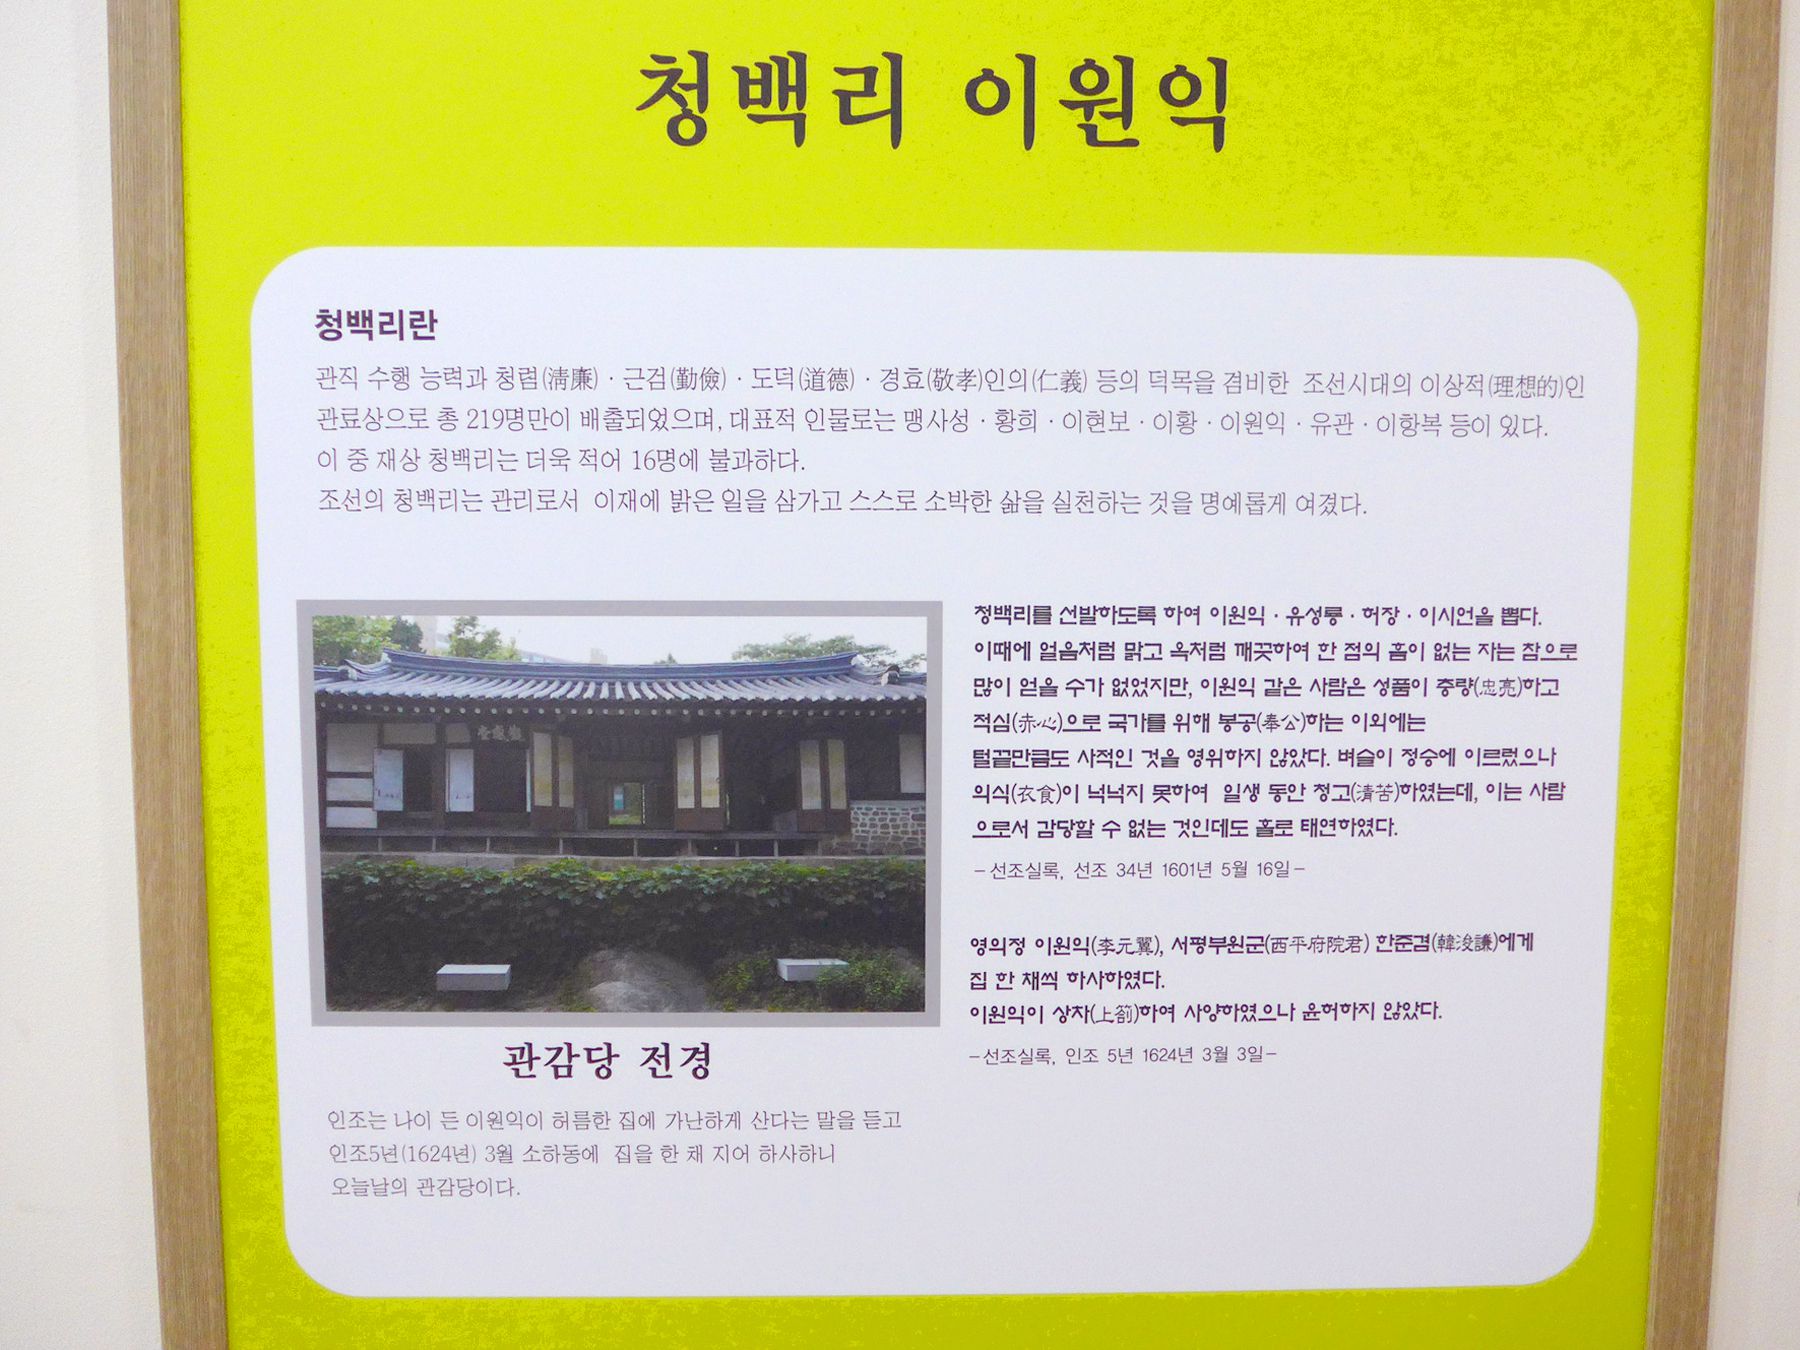 청백리 이원익
청백리란
관직 수행 능력과 청렴(淸廉) · 근검(勤儉) · 도덕(道德) · 경효(敬孝)인의(仁義) 등의 덕목을 겸비한 조선시대의 이상적(理想的)인
관료상으로 총 219명만이 배출되었으며, 대표적 인물로는 맹사성 · 황희 · 이현보 · 이황 · 이원익 · 유관 · 이항복 등이 있다.
이 중 재상 청백리는 더욱 적어 16명에 불과하다.
조선의 청백리는 관리로서 이재에 밝은 일을 삼가고 스스로 소박한 삶을 실천하는 것을 명예롭게 여겼다.
관감당 전경
인조는 나이 든 이원익이 허름한 집에 가난하게 산다는 말을 듣고
인조5년(1624년) 3월 소하동에 집을 한 채 지어 하사하니
오늘날의 관감당이다.
청백리를 선발하도록 하여 이원익 · 유성룡 · 허장 · 이시언을 뽑다.
이때에 얼음처럼 맑고 옥처럼 깨끗하여 한 점의 흠이 없는 자는 참으로
많이 얻을 수가 없었지만, 이원익 같은 사람은 성품이 충량(忠亮)하고
적심(赤心)으로 국가를 위해 봉공(奉公)하는 이외에는
털끝만큼도 사적인 것을 영위하지 않았다. 벼슬이 정승에 이르렀으나
의식(衣食)이 넉넉지 못하여 일생 동안 청고(淸苦)하였는데, 이는 사람
으로서 감당할 수 없는 것인데도 홀로 태연하였다.
-선조실록, 선조 34년 1601년 5월 16일-
영의정 이원익(李元翼), 서평부원군(西平府院君) 한준겸(韓浚謙)에게
집 한 채씩 하사하였다.
이원익이 상차(上箚)하여 사양하였으나 윤허하지 않았다.
-선조실록, 인조 5년 1624년 3월 3일-